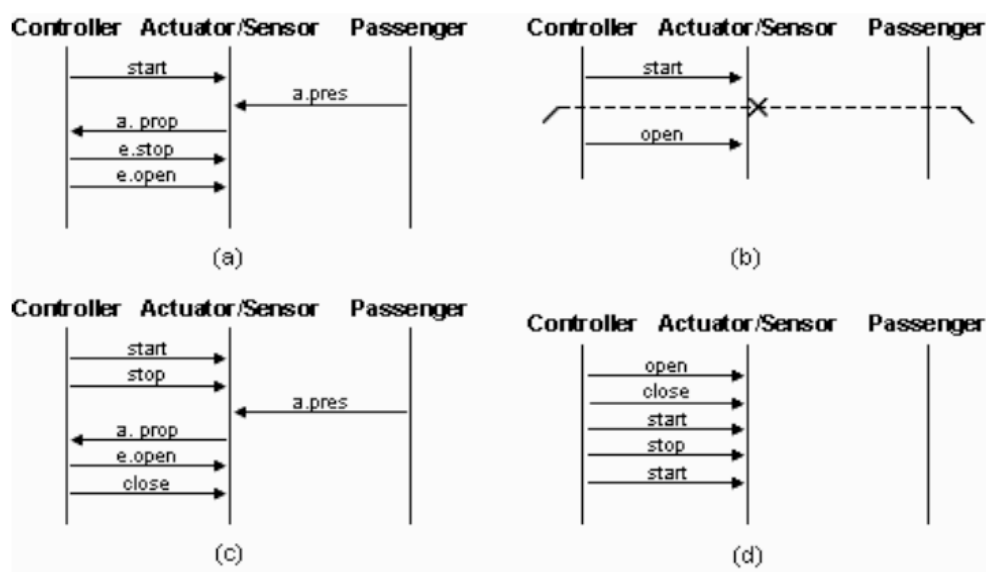 Controller Actuator/Sensor Passenger
start
a.pres
a. prop
e.stop
e.open
(a)
Controller Actuator/Sensor Passenger
start
open
(b)
Controller Actuator/Sensor Passenger
start
stop
a.pres
a. prop
e.open
close
(c)
Controller Actuator/Sensor Passenger
open
close
start
stop
start
(d)